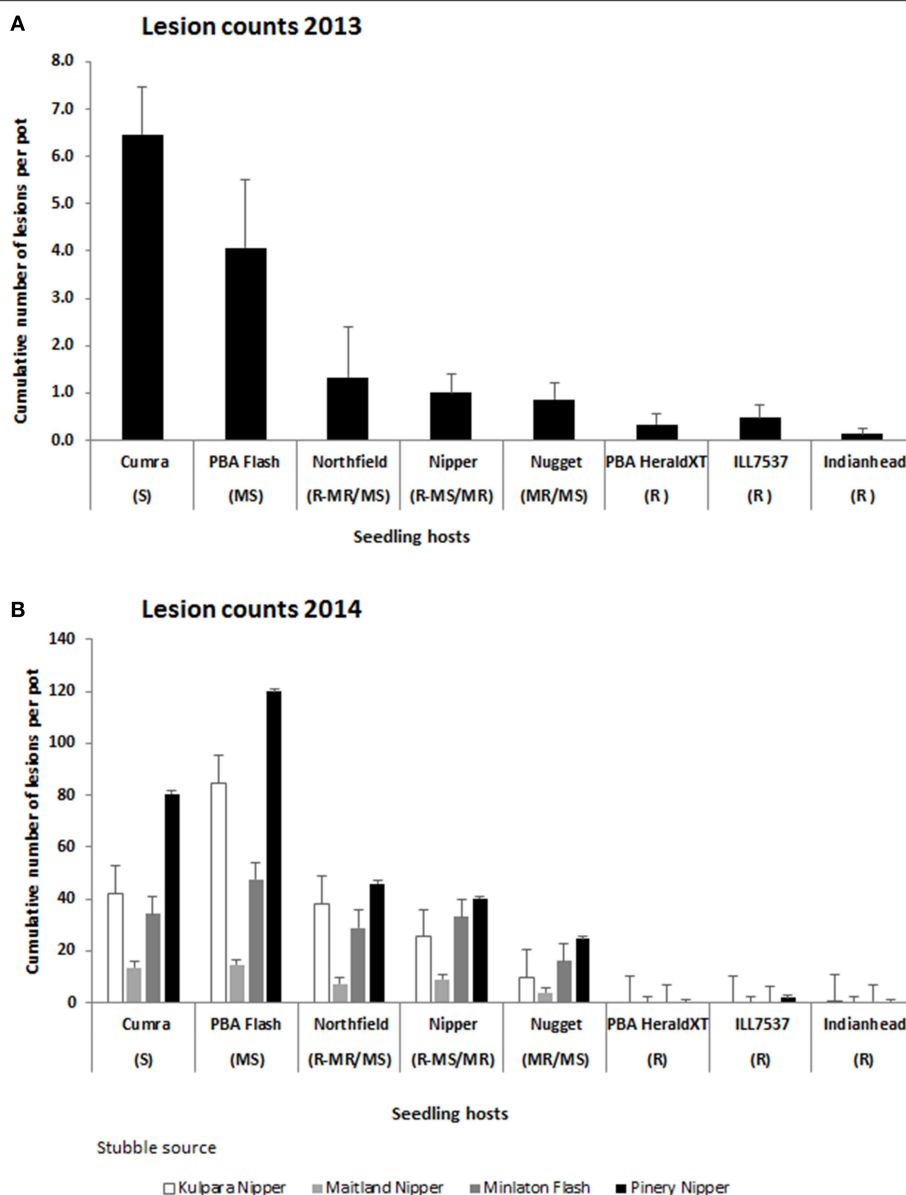 A
Lesion counts 2013
Cumulative number of lesions per pot
8.0
7.0
6.0
5.0
4.0
3.0
2.0
1.0
0.0
Cumra PBA Flash Northfield Nipper Nugget PBA HeraldXT ILL7537 Indianhead
(S) (MS) (R-MR/MS) (R-MS/MR) (MR/MS) (R ) (R ) (R )
Seedling hosts
B
Lesion counts 2014
Cumulative number of lesions per pot
140
120
100
80
60
40
20
0
Cumra PBA Flash Northfield Nipper Nugget PBA HeraldXT ILL7537 Indianhead
(S) (MS) (R-MR/MS) (R-MS/MR) (MR/MS) (R) (R) (R)
Seedling hosts
Stubble source
Kulpara Nipper Maitland Nipper Minlaton Flash Pinery Nipper